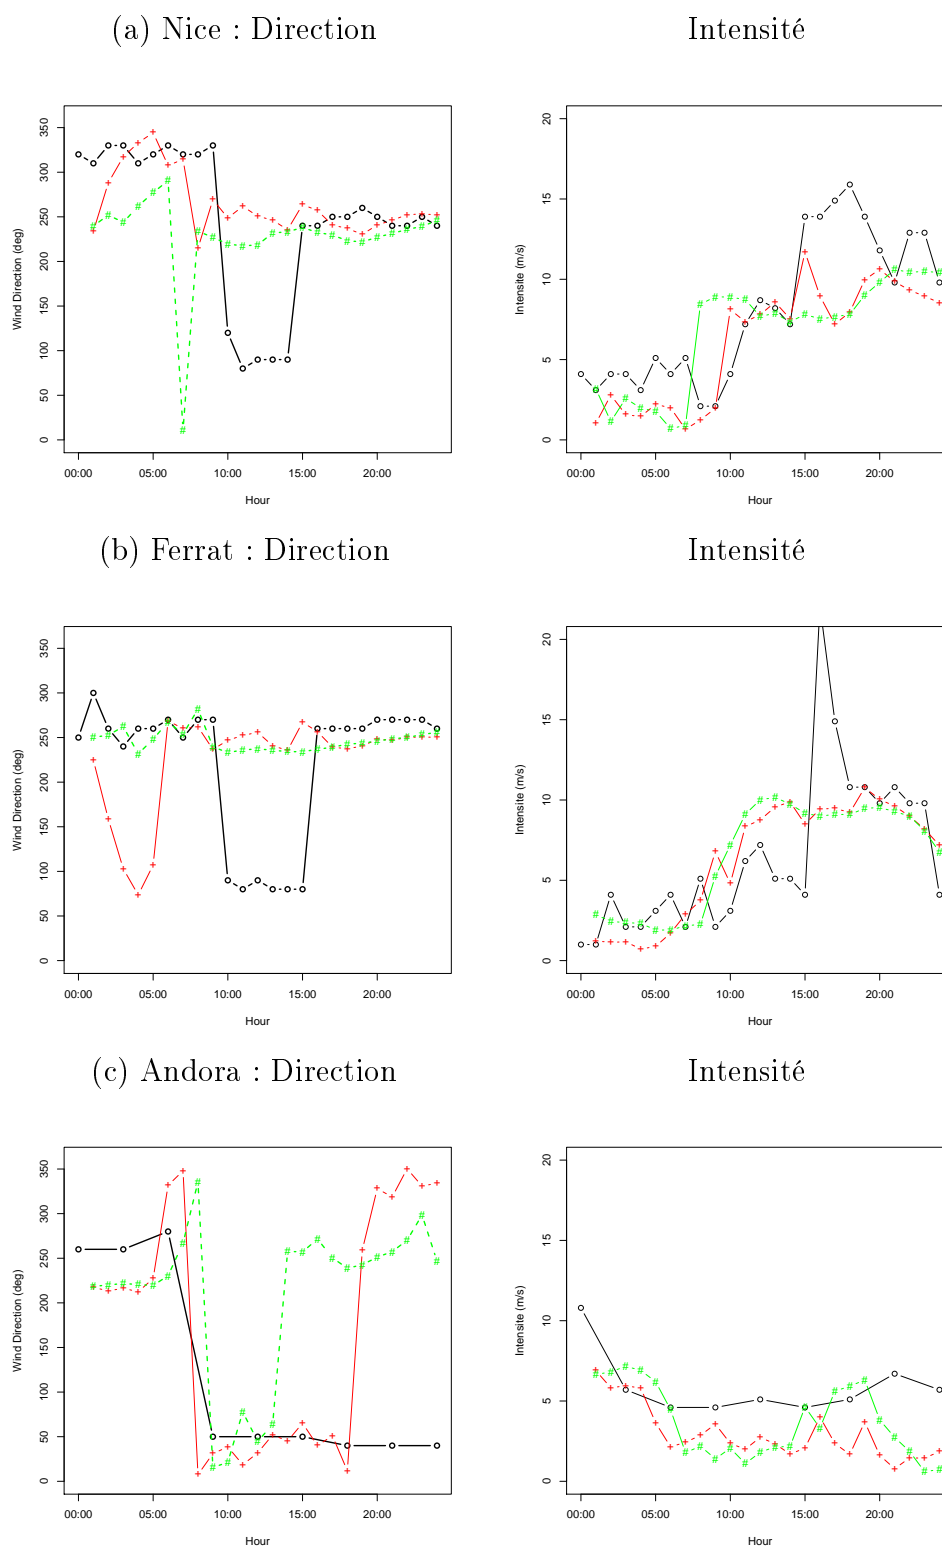 (a) Nice : Direction
Intensité
350
300
250
200
150
100
50
0
Wind Direction (deg)
00:00 05:00 10:00 15:00 20:00
Hour
20
15
10
5
0
Intensite (m/s)
00:00 05:00 10:00 15:00 20:00
Hour
(b) Ferrat : Direction
Intensité
350
300
250
200
150
100
50
0
Wind Direction (deg)
00:00 05:00 10:00 15:00 20:00
Hour
20
15
10
5
0
Intensite (m/s)
00:00 05:00 10:00 15:00 20:00
Hour
(c) Andora : Direction
Intensité
350
300
250
200
150
100
50
0
Wind Direction (deg)
00:00 05:00 10:00 15:00 20:00
Hour
20
15
10
5
0
Intensite (m/s)
00:00 05:00 10:00 15:00 20:00
Hour